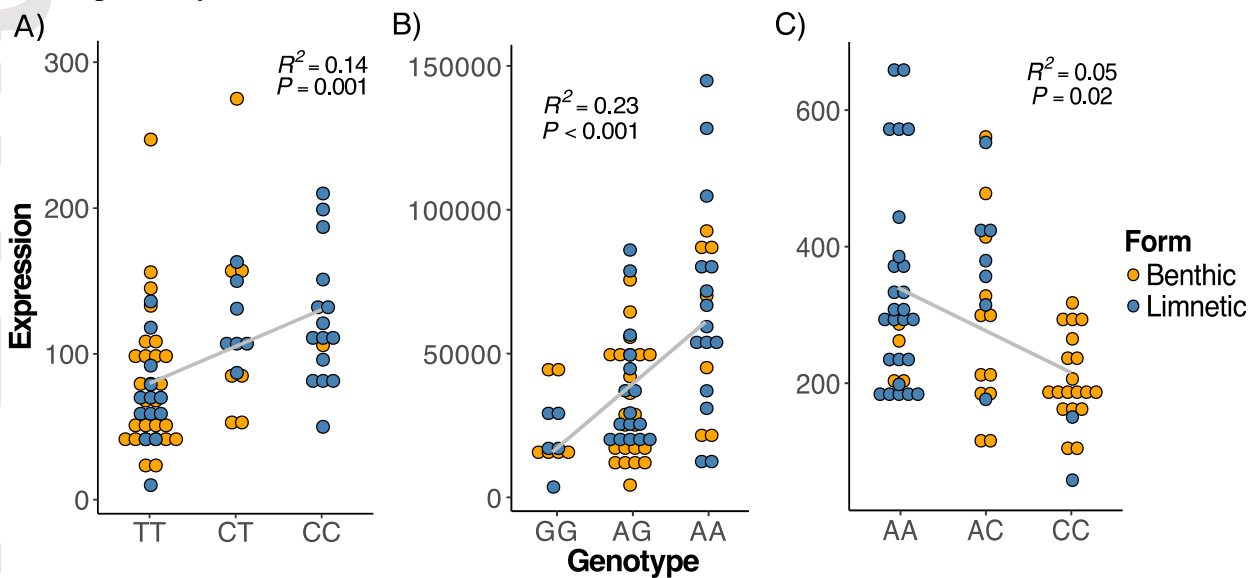 A)
R² = 0.14
P = 0.001
300
200
100
0
TT CT CC
Expression
B)
R² = 0.23
P < 0.001
150000
100000
50000
0
GG AG AA
Genotype
C)
R² = 0.05
P = 0.02
600
400
200
AA AC CC
Form
Benthic
Limnetic